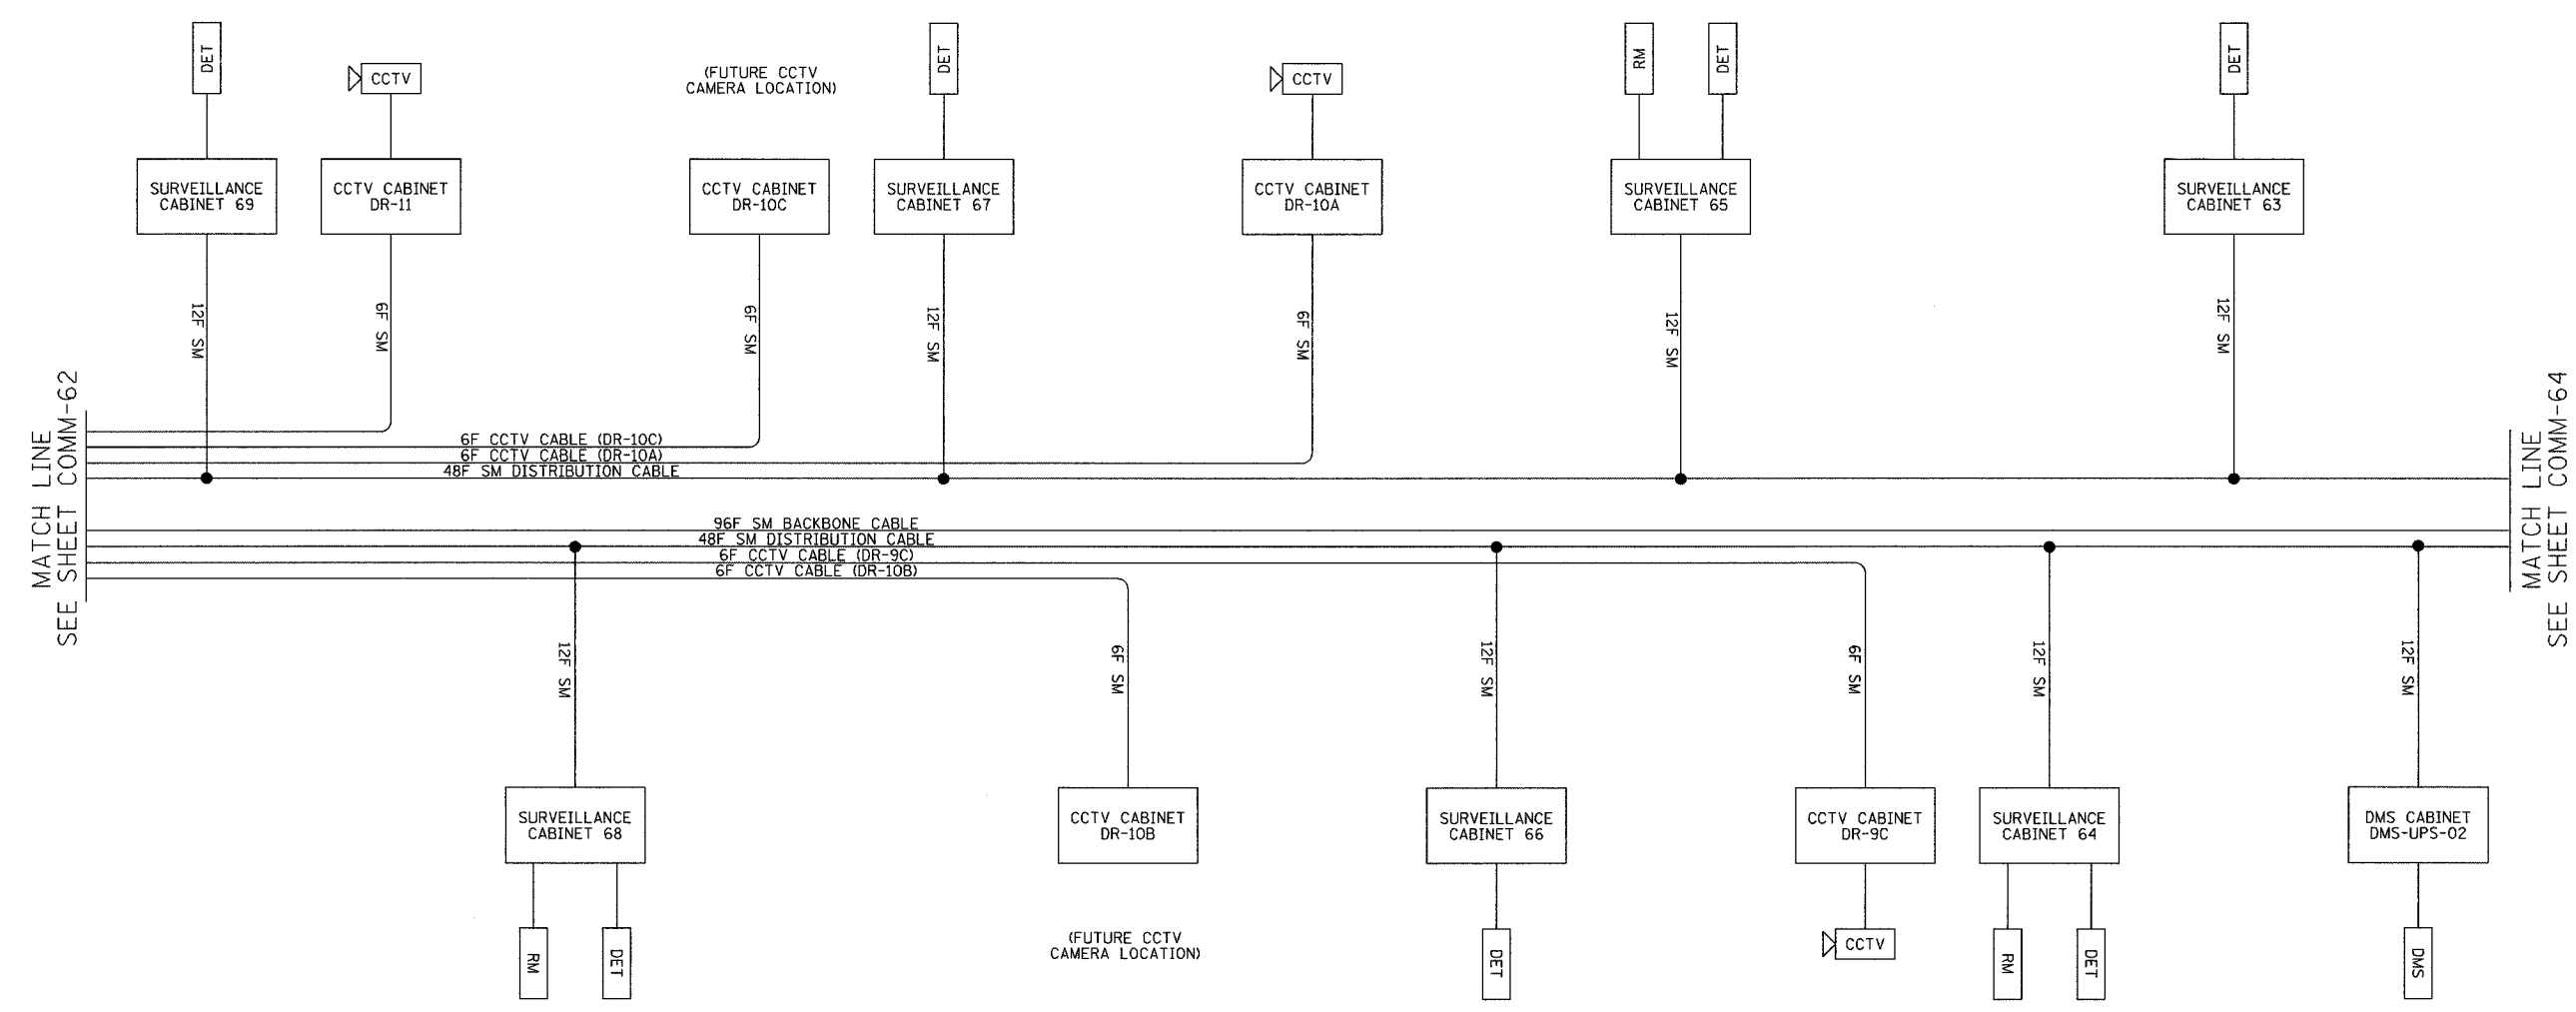 DET
CCTV
(FUTURE CCTV
CAMERA LOCATION)
DET
CCTV
RM
DET
DET
SURVEILLANCE
CABINET 69
CCTV CABINET
DR-11
CCTV CABINET
DR-10C
SURVEILLANCE
CABINET 67
CCTV CABINET
DR-10A
SURVEILLANCE
CABINET 65
SURVEILLANCE
CABINET 63
12F SM
6F SM
6F SM
12F SM
6F SM
12F SM
12F SM
MATCH LINE
SEE SHEET COMM-62
6F CCTV CABLE (DR-10C)
6F CCTV CABLE (DR-10A)
48F SM DISTRIBUTION CABLE
96F SM BACKBONE CABLE
48F SM DISTRIBUTION CABLE
6F CCTV CABLE (DR-9C)
6F CCTV CABLE (DR-10B)
MATCH LINE
SEE SHEET COMM-64
12F SM
6F SM
12F SM
6F SM
12F SM
12F SM
SURVEILLANCE
CABINET 68
CCTV CABINET
DR-10B
SURVEILLANCE
CABINET 66
CCTV CABINET
DR-9C
SURVEILLANCE
CABINET 64
DMS CABINET
DMS-UPS-02
RM
DET
(FUTURE CCTV
CAMERA LOCATION)
DET
CCTV
RM
DET
DMS